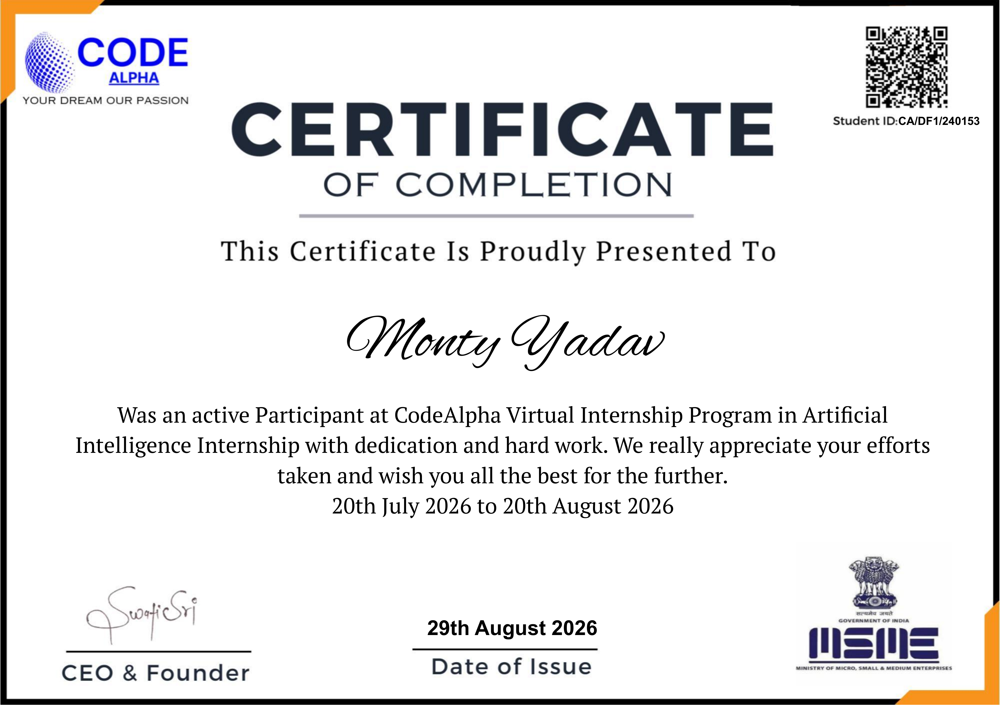 CODE
ALPHA
YOUR DREAM OUR PASSION
Student ID:CA/DF1/240153
CERTIFICATE
OF COMPLETION
This Certificate Is Proudly Presented To
Monty Yadav
Was an active Participant at CodeAlpha Virtual Internship Program in Artificial
Intelligence Internship with dedication and hard work. We really appreciate your efforts
taken and wish you all the best for the further.
20th July 2026 to 20th August 2026
SwatiSri
CEO & Founder
29th August 2026
Date of Issue
सत्यमेव जयते
GOVERNMENT OF INDIA
MSME
MINISTRY OF MICRO, SMALL & MEDIUM ENTERPRISES